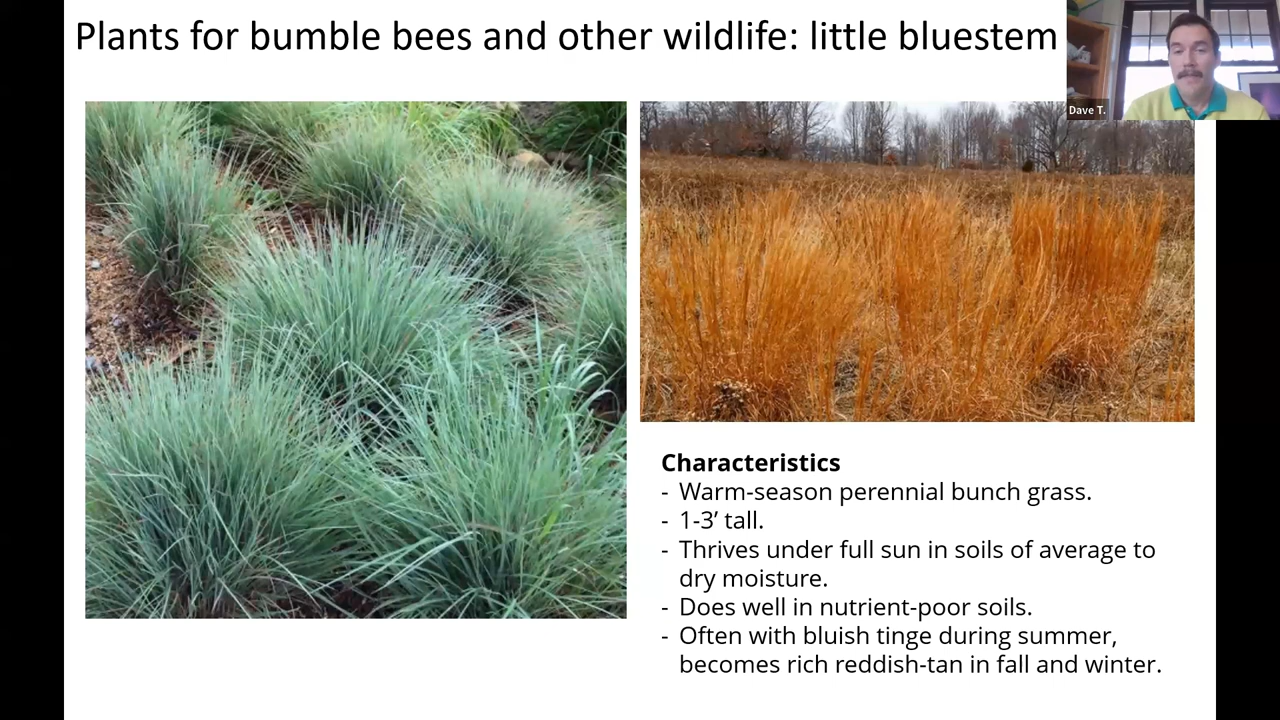 Plants for bumble bees and other wildlife: little bluestem
Dave T.
Characteristics
- Warm-season perennial bunch grass.
- 1-3’ tall.
- Thrives under full sun in soils of average to
dry moisture.
- Does well in nutrient-poor soils.
- Often with bluish tinge during summer,
becomes rich reddish-tan in fall and winter.